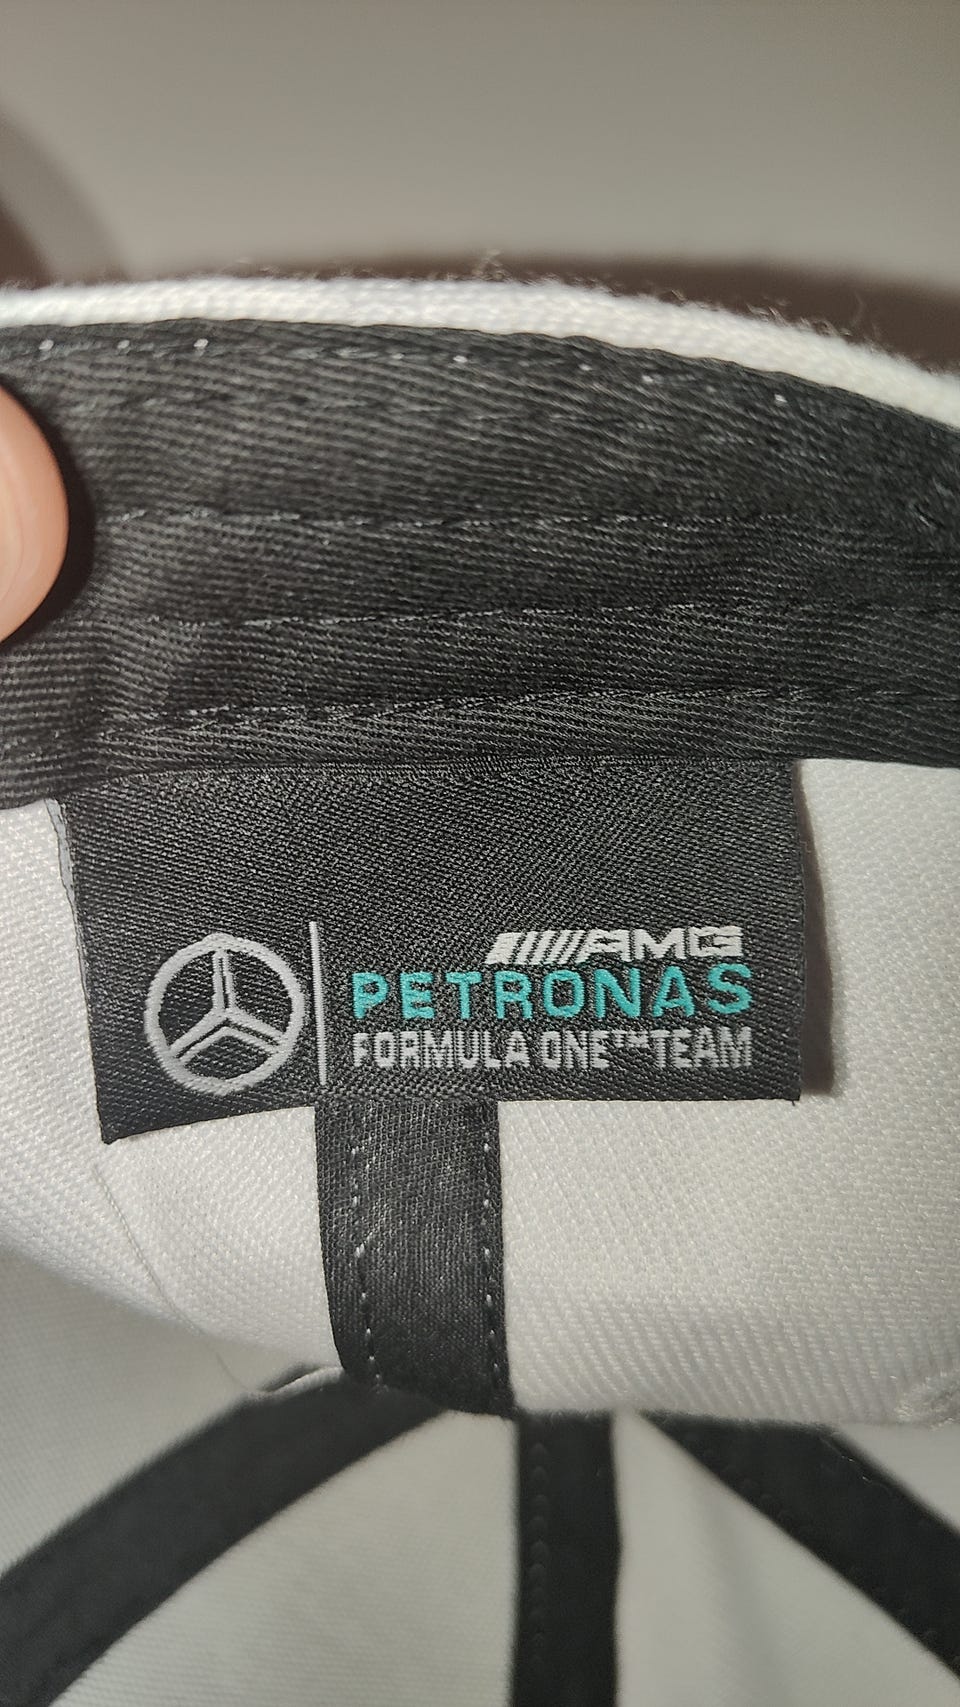 AMG
PETRONAS
FORMULA ONE™ TEAM